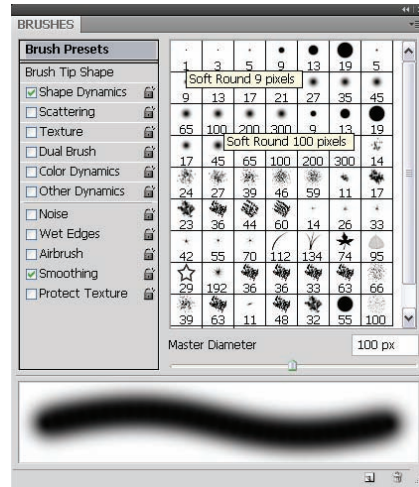 BRUSHES
Brush Presets
Brush Tip Shape
Shape Dynamics
Scattering
Texture
Dual Brush
Color Dynamics
Other Dynamics
Noise
Wet Edges
Airbrush
Smoothing
Protect Texture
1 3 5 9 13 19 5
Soft Round 9 pixels
9 13 17 21 27 35 45
65 100 200 300 9 13 19
Soft Round 100 pixels
17 45 65 100 200 300 14
24 27 39 46 59 11 17
23 36 44 60 14 26 33
42 55 70 112 134 74 95
29 192 36 36 33 63 66
39 63 11 48 32 55 100
Master Diameter 100 px